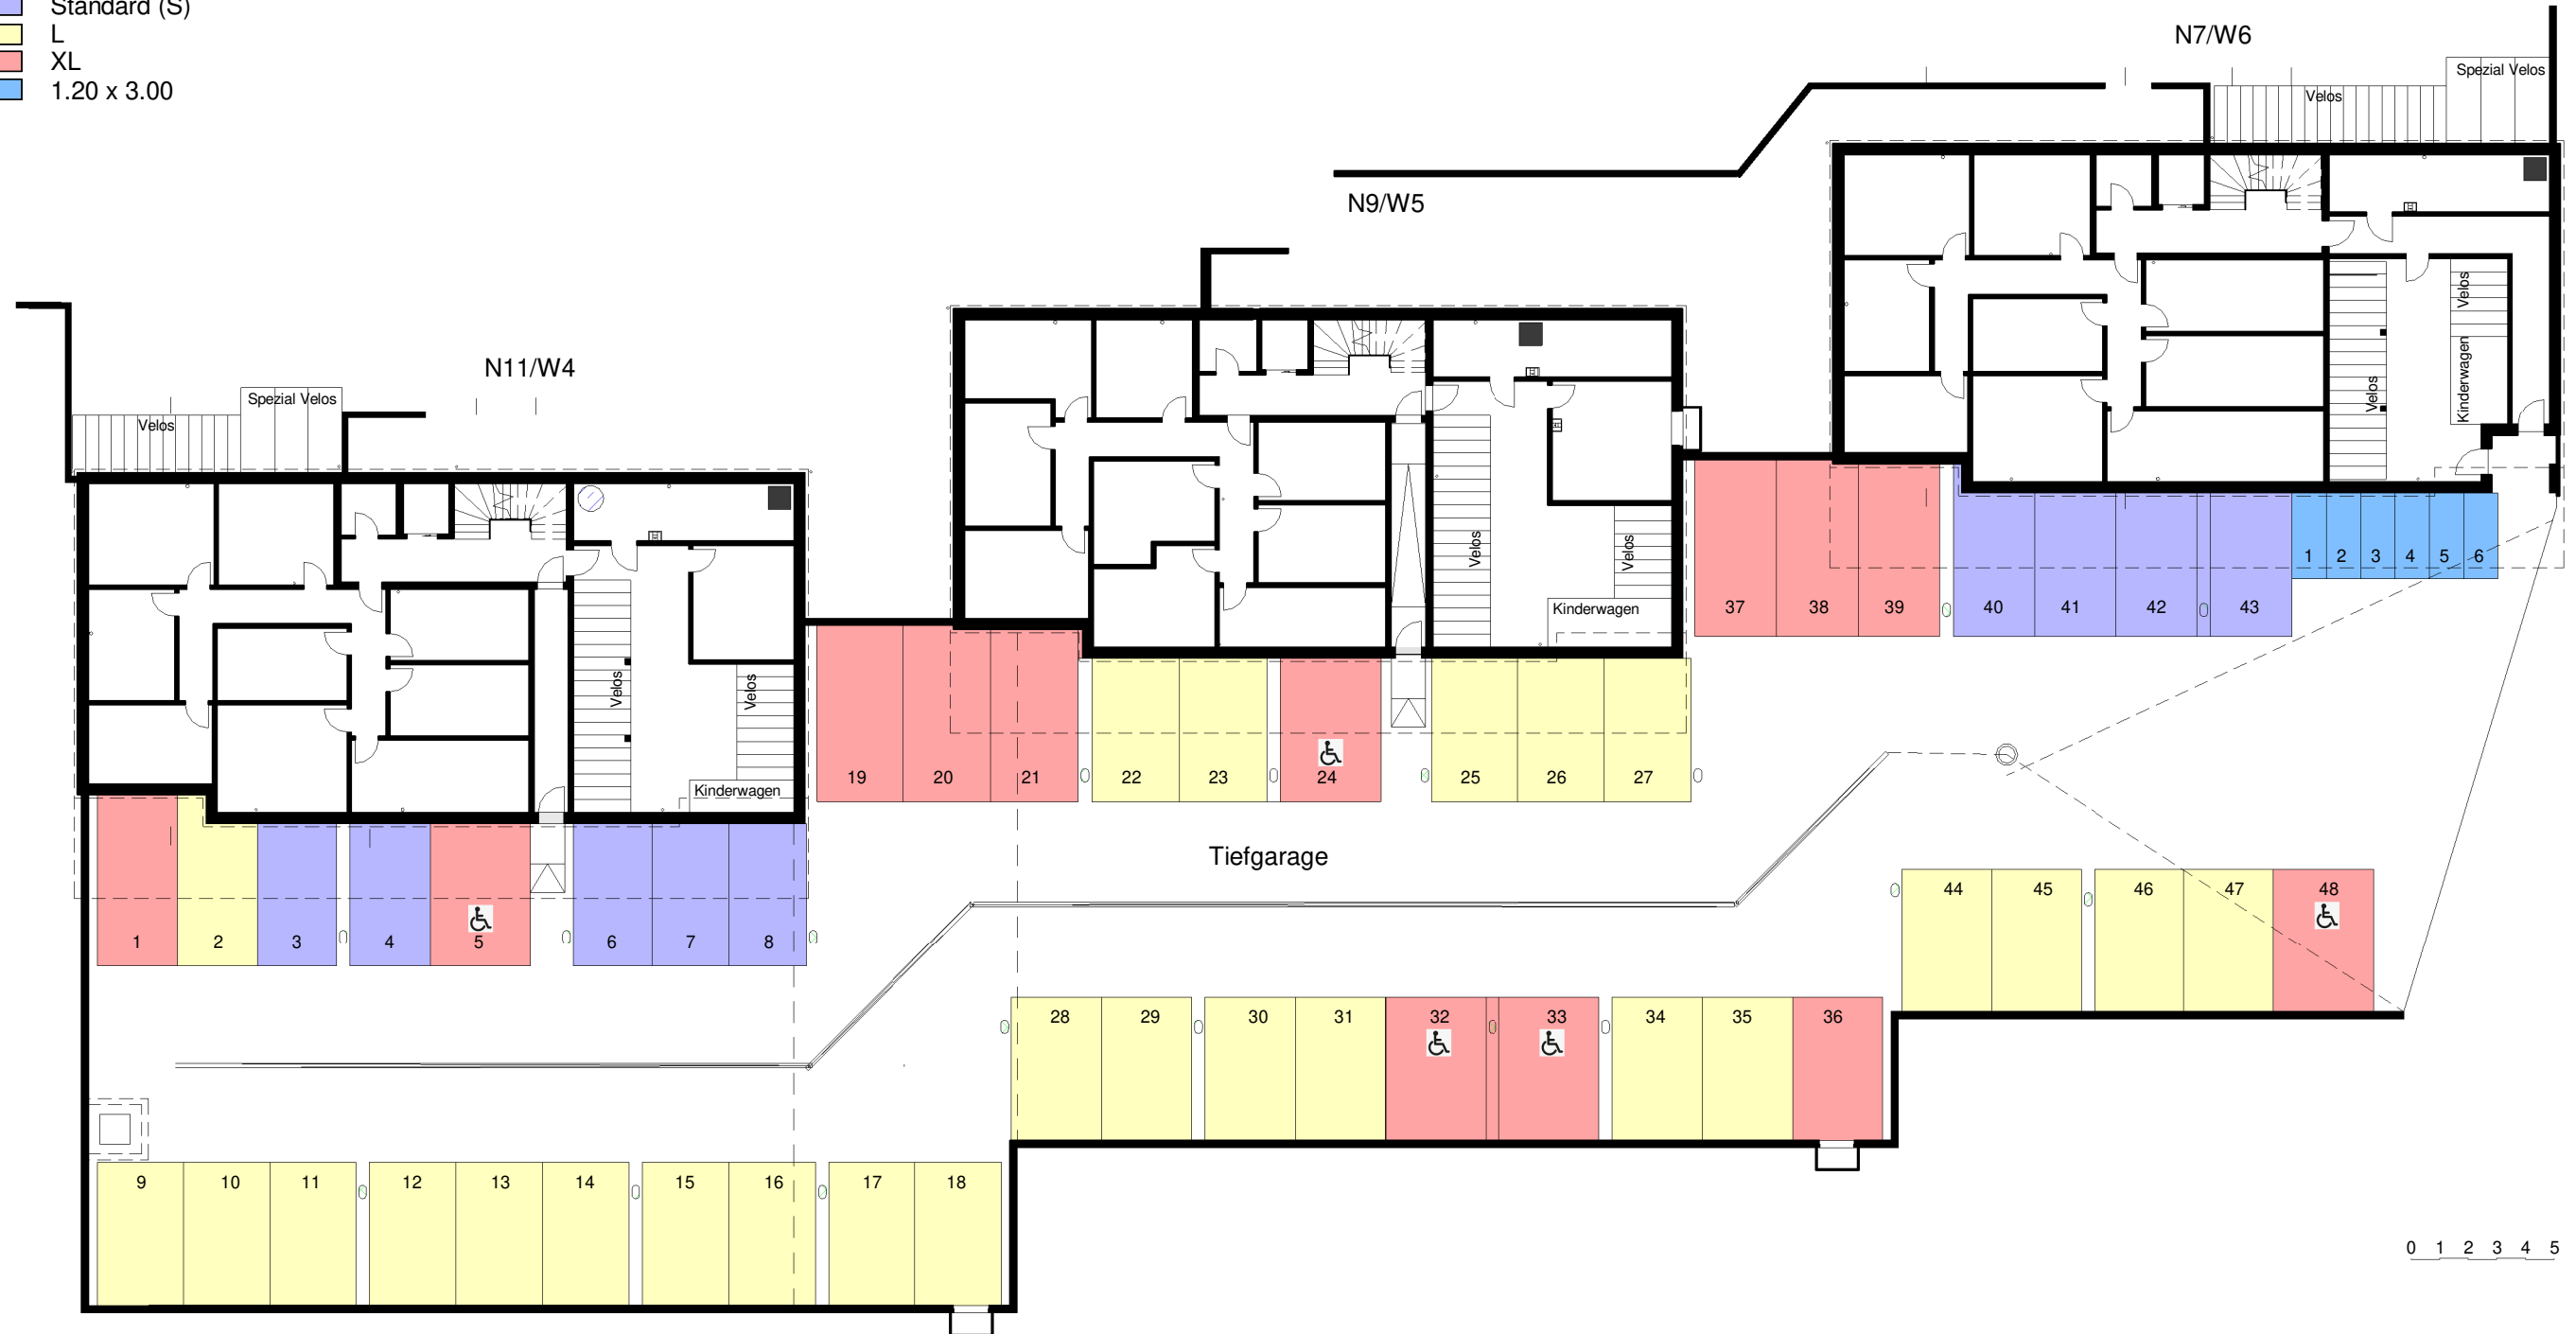 Standard (S)
L
XL
1.20 x 3.00
N7/W6
Spezial Velos
Velos
N9/W5
Velos
Kinderwagen
Velos
N11/W4
Spezial Velos
Velos
Velos
Velos
Kinderwagen
37 38 39 40 41 42 43
1 2 3 4 5 6
Velos
Velos
Kinderwagen
19 20 21 22 23 24 25 26 27
Tiefgarage
1 2 3 4 5 6 7 8
44 45 46 47 48
28 29 30 31 32 33 34 35 36
9 10 11 12 13 14 15 16 17 18
0 1 2 3 4 5